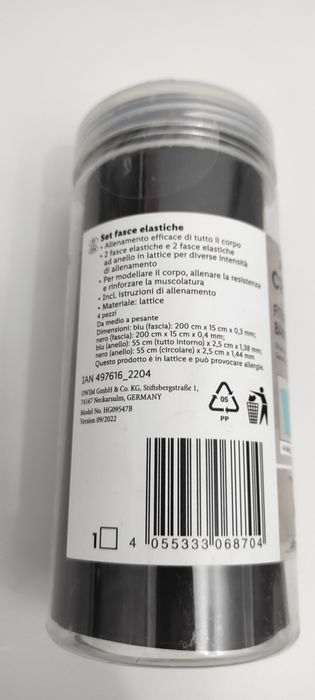 Set fasce elastiche
• Allenamento efficace di tutto il corpo
• 2 fasce elastiche e 2 fasce elastiche
ad anello in lattice per diverse intensità
di allenamento
• Per modellare il corpo, allenare la resistenza
e rinforzare la muscolatura
• Incl. istruzioni di allenamento
• Materiale: lattice
4 pezzi
Da medio a pesante
Dimensioni: blu (fascia): 200 cm x 15 cm x 0,3 mm;
nero (fascia): 200 cm x 15 cm x 0,4 mm;
blu (anello): 55 cm (tutto intorno) x 2,5 cm x 1,38 mm;
nero (anello): 55 cm (circolare) x 2,5 cm x 1,44 mm
Questo prodotto è in lattice e può provocare allergie.
IAN 497616_2204
OWIM GmbH & Co. KG, Stiftsbergstraße 1,
74167 Neckarsulm, GERMANY
Model No. HG09547B
Version 09/2022
05
PP
1
4 055333 068704